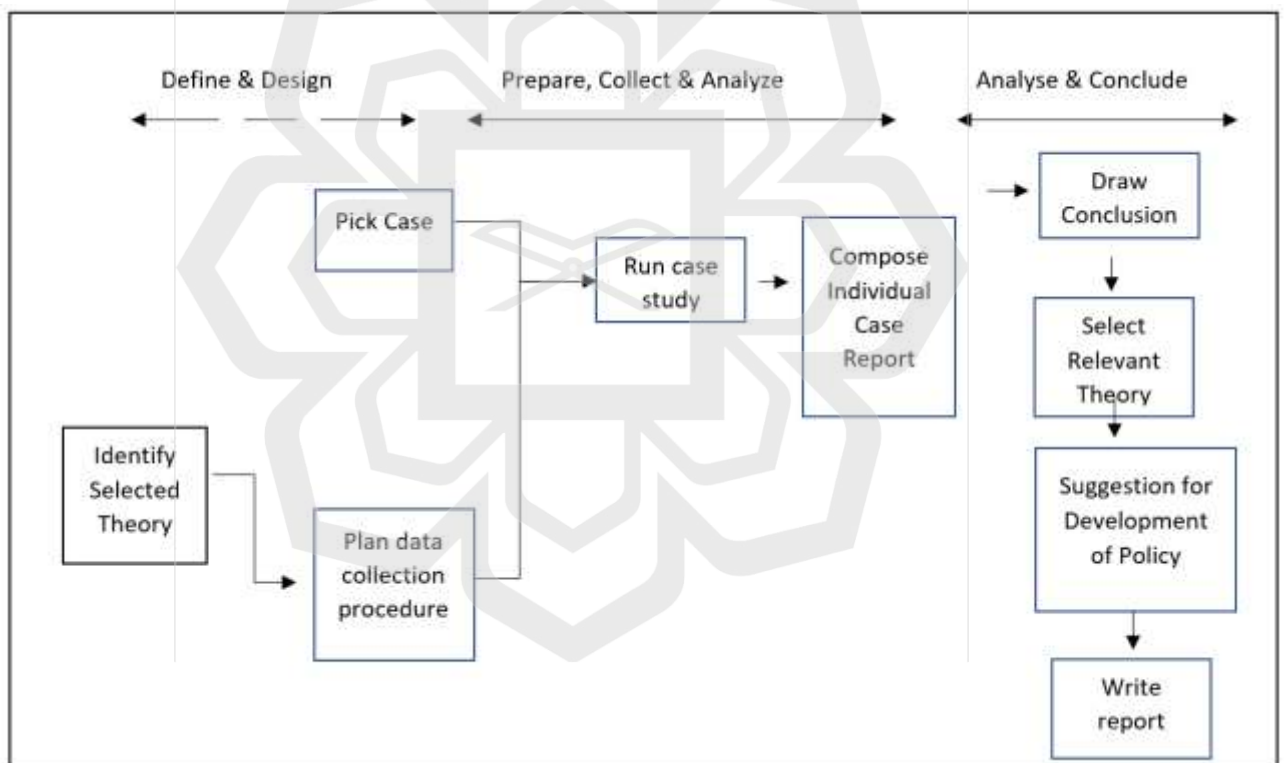 Define & Design
Prepare, Collect & Analyze
Analyse & Conclude
Pick Case
Identify
Selected
Theory
Plan data
collection
procedure
Run case
study
Compose
Individual
Case
Report
Draw
Conclusion
Select
Relevant
Theory
Suggestion for
Development
of Policy
Write
report